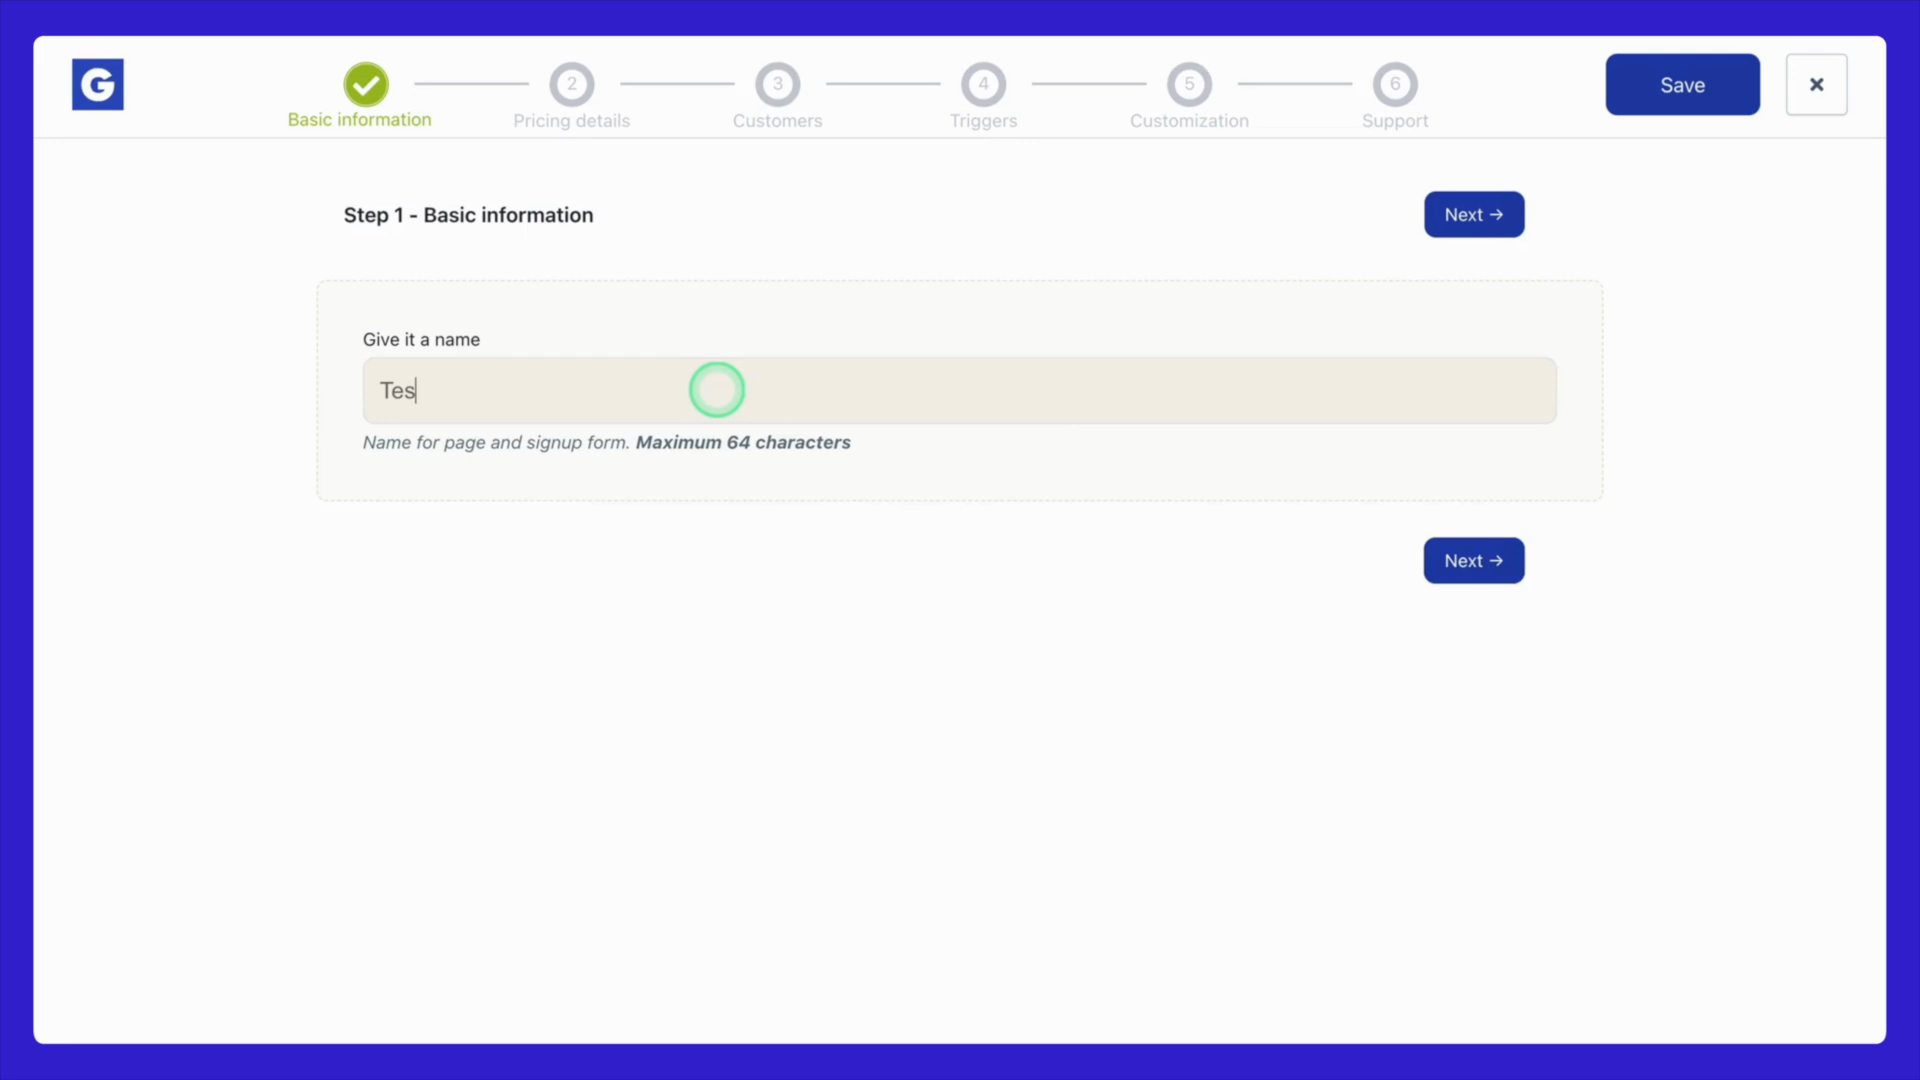 G
Basic information
2
Pricing details
3
Customers
4
Triggers
5
Customization
6
Support
Save
×
Step 1 - Basic information
Next →
Give it a name
Tes
Name for page and signup form. Maximum 64 characters
Next →